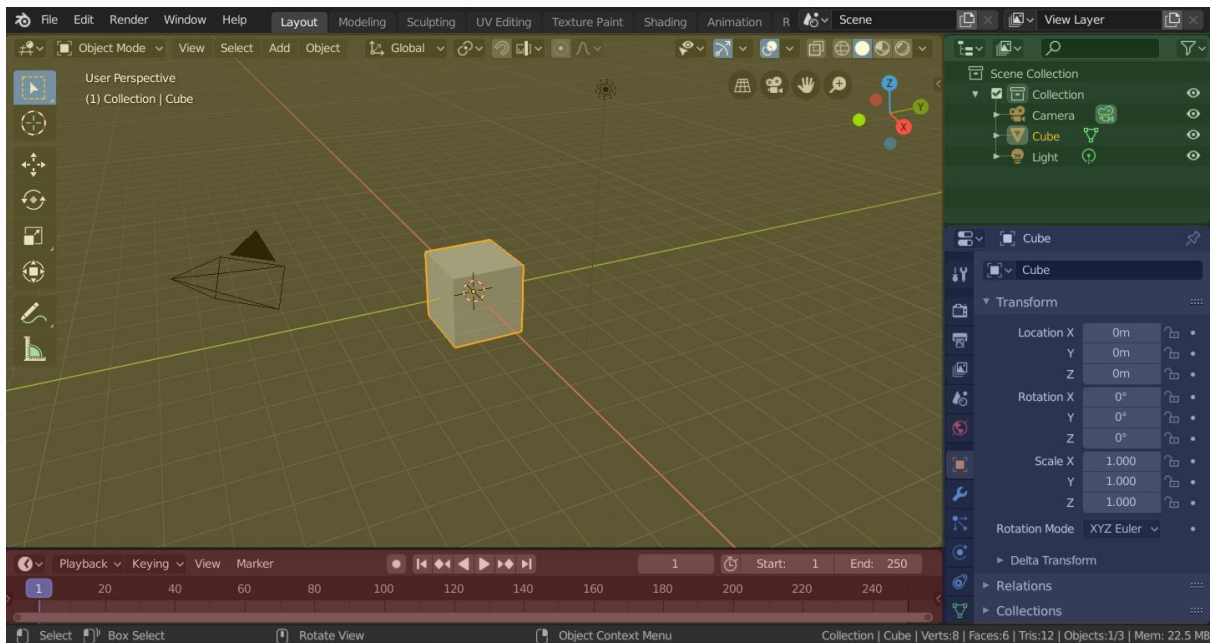 File Edit Render Window Help Layout Modeling Sculpting UV Editing Texture Paint Shading Animation R Scene View Layer
Object Mode View Select Add Object Global
User Perspective
(1) Collection | Cube
Z
Y
X
Scene Collection
Collection
Camera
Cube
Light
Cube
Cube
Transform
Location X 0m
Y 0m
Z 0m
Rotation X 0°
Y 0°
Z 0°
Scale X 1.000
Y 1.000
Z 1.000
Rotation Mode XYZ Euler
Delta Transform
Relations
Collections
Playback Keying View Marker 1 Start: 1 End: 250
1 20 40 60 80 100 120 140 160 180 200 220 240
Select Box Select Rotate View Object Context Menu Collection | Cube | Verts:8 | Faces:6 | Tris:12 | Objects:1/3 | Mem: 22.5 MB